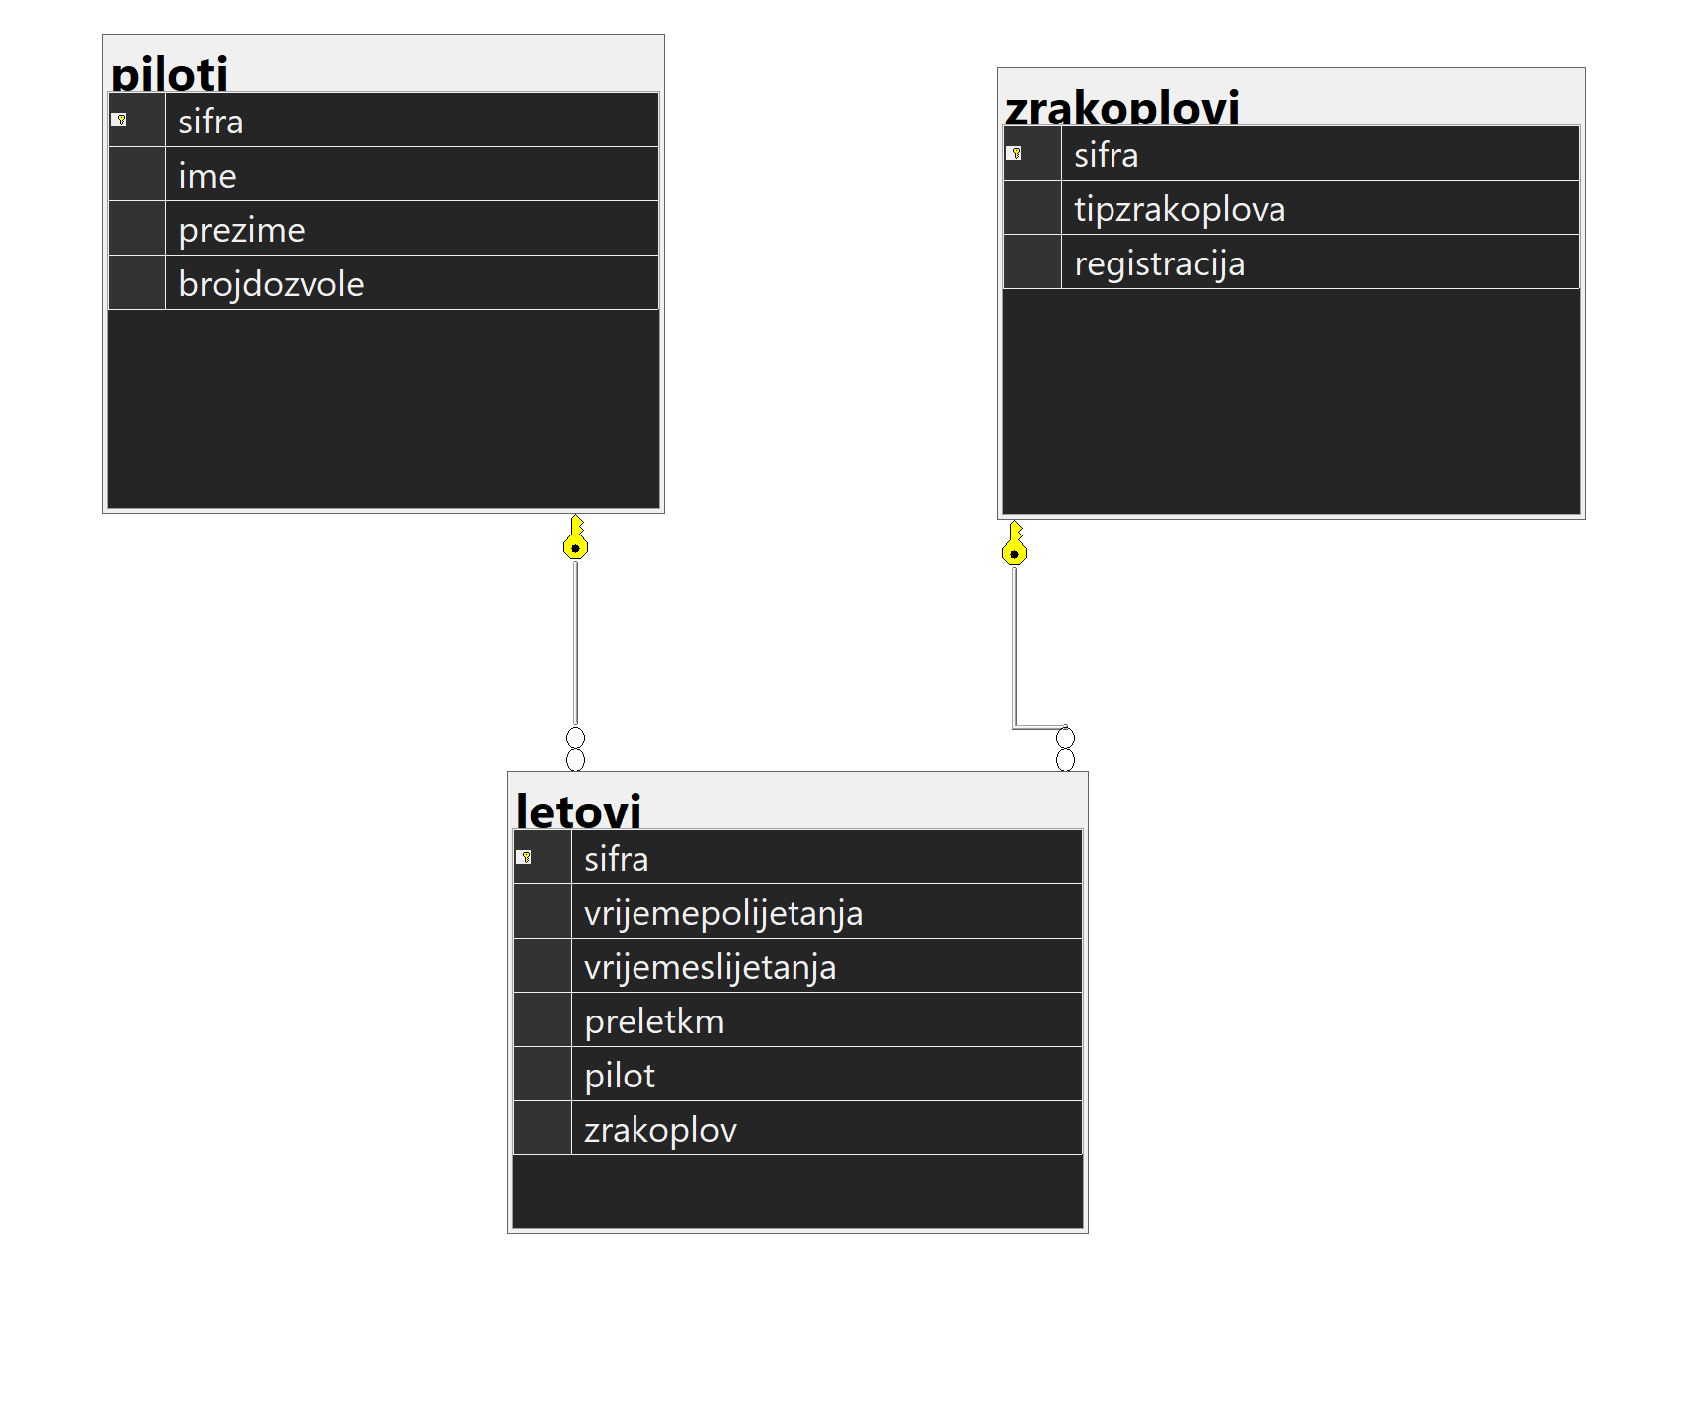 piloti
sifra
ime
prezime
brojdozvole
zrakoplovi
sifra
tipzrakoplova
registracija
letovi
sifra
vrijemepolijetanja
vrijemeslijetanja
preletkm
pilot
zrakoplov